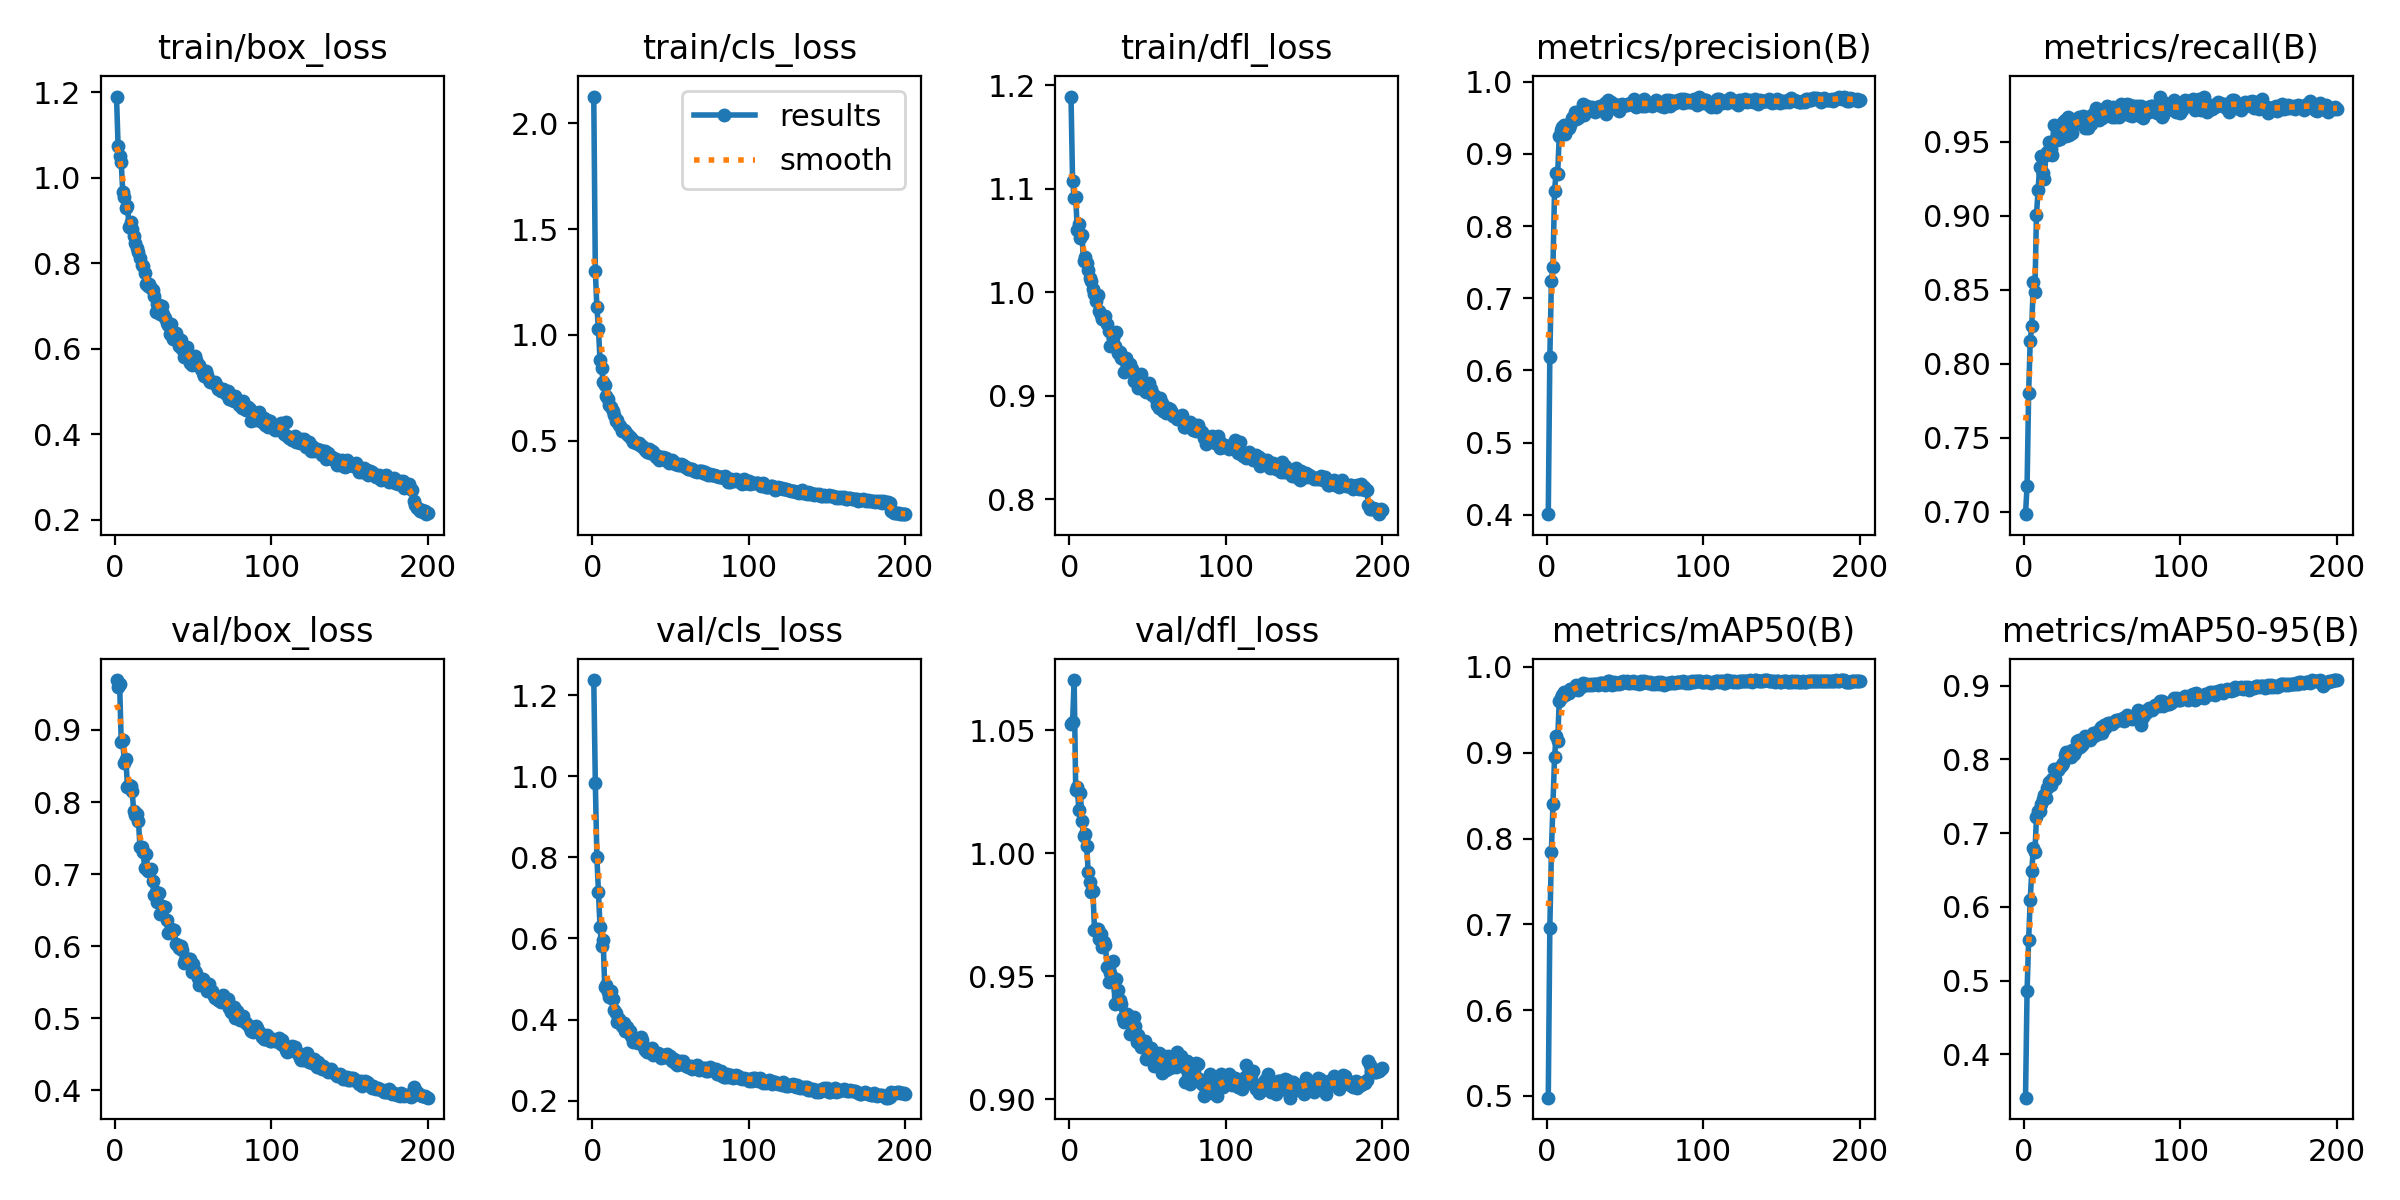 train/box_loss
1.2
1.0
0.8
0.6
0.4
0.2
0 100 200
train/cls_loss
results
smooth
2.0
1.5
1.0
0.5
0 100 200
train/dfl_loss
1.2
1.1
1.0
0.9
0.8
0 100 200
metrics/precision(B)
1.0
0.9
0.8
0.7
0.6
0.5
0.4
0 100 200
metrics/recall(B)
0.95
0.90
0.85
0.80
0.75
0.70
0 100 200
val/box_loss
0.9
0.8
0.7
0.6
0.5
0.4
0 100 200
val/cls_loss
1.2
1.0
0.8
0.6
0.4
0.2
0 100 200
val/dfl_loss
1.05
1.00
0.95
0.90
0 100 200
metrics/mAP50(B)
1.0
0.9
0.8
0.7
0.6
0.5
0 100 200
metrics/mAP50-95(B)
0.9
0.8
0.7
0.6
0.5
0.4
0 100 200